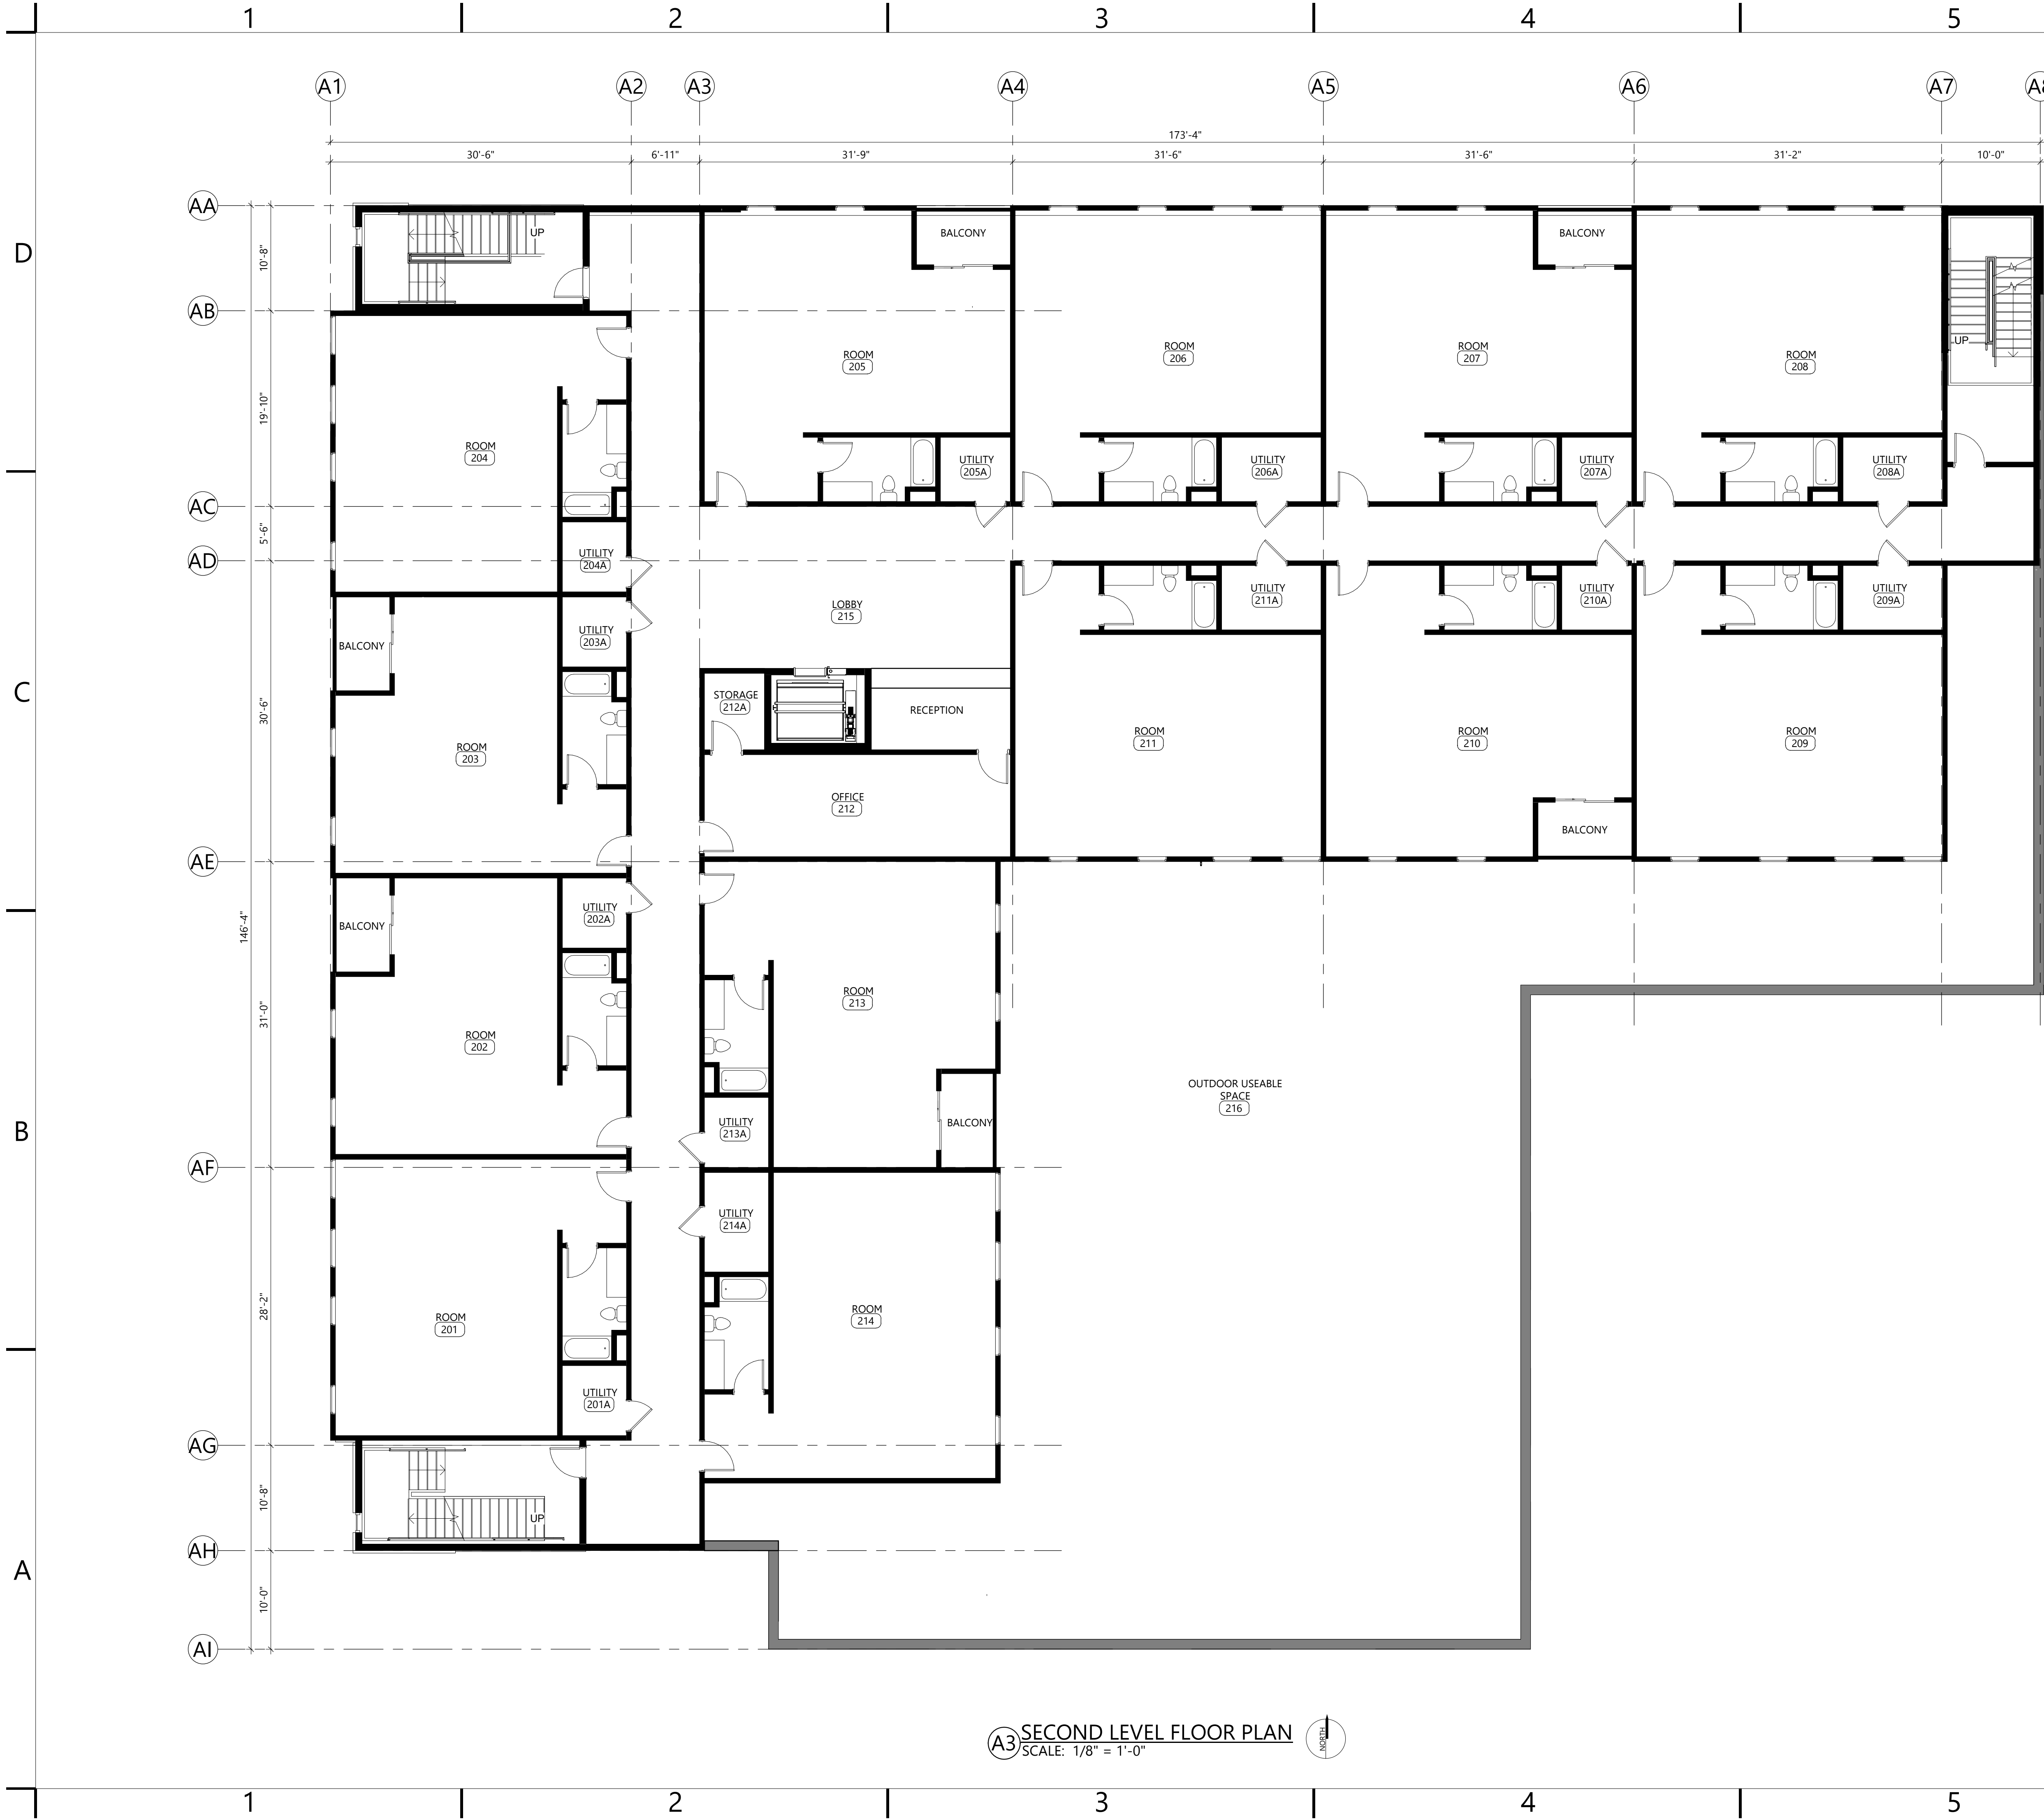 1 2 3 4 5
A1 A2 A3 A4 A5 A6 A7
173'-4"
30'-6" 6'-11" 31'-9" 31'-6" 31'-6" 31'-2" 10'-0"
AA
D
UP
BALCONY
BALCONY
10'-8"
AB
UP
ROOM
206
ROOM
207
ROOM
205
ROOM
208
19'-10"
ROOM
204
UTILITY
205A
UTILITY
206A
UTILITY
207A
UTILITY
208A
AC
5'-6"
AD
UTILITY
204A
UTILITY
211A
UTILITY
210A
UTILITY
209A
LOBBY
215
UTILITY
203A
BALCONY
C
STORAGE
212A
RECEPTION
30'-6"
ROOM
211
ROOM
210
ROOM
209
ROOM
203
OFFICE
212
BALCONY
AE
UTILITY
202A
BALCONY
146'-4"
ROOM
213
31'-0"
ROOM
202
OUTDOOR USEABLE
SPACE
216
B
UTILITY
213A
BALCONY
AF
UTILITY
214A
28'-2"
ROOM
201
ROOM
214
UTILITY
201A
AG
10'-8"
UP
AH
A
10'-0"
AI
A3 SECOND LEVEL FLOOR PLAN
SCALE: 1/8" = 1'-0"
NORTH
1 2 3 4 5